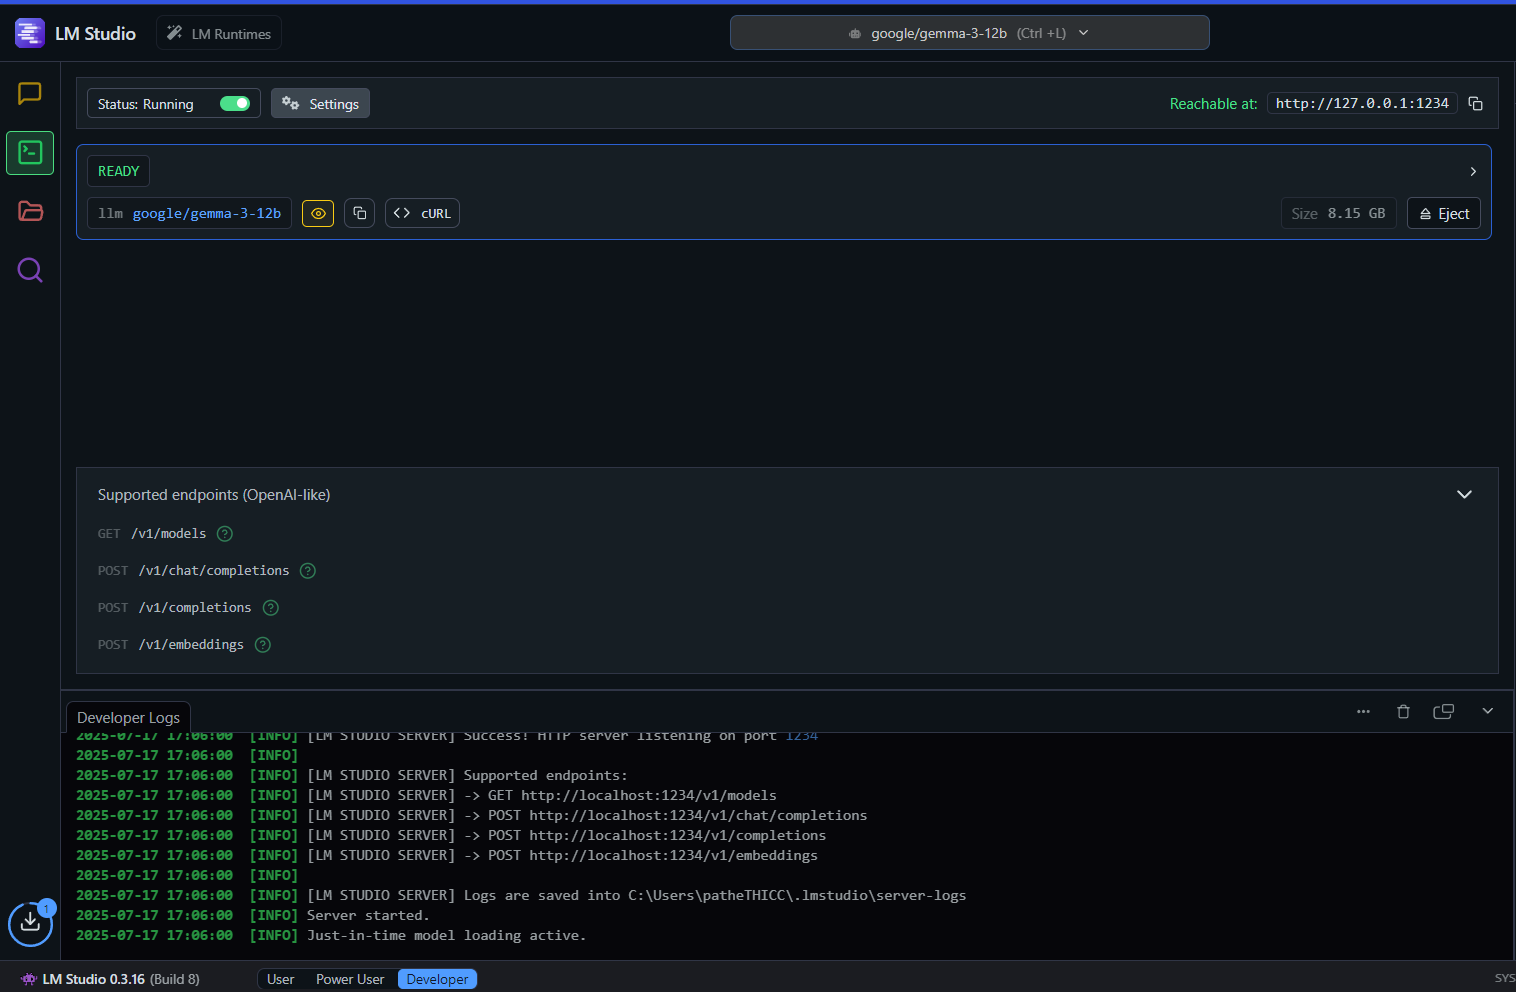 LM Studio
LM Runtimes
google/gemma-3-12b (Ctrl +L)
Status: Running
Settings
Reachable at: http://127.0.0.1:1234
READY
llm google/gemma-3-12b
cURL
Size 8.15 GB
Eject
Supported endpoints (OpenAI-like)
GET /v1/models ?
POST /v1/chat/completions ?
POST /v1/completions ?
POST /v1/embeddings ?
Developer Logs
2025-07-17 17:06:00 [INFO] [LM STUDIO SERVER] Success! HTTP server listening on port 1234
2025-07-17 17:06:00 [INFO]
2025-07-17 17:06:00 [INFO] [LM STUDIO SERVER] Supported endpoints:
2025-07-17 17:06:00 [INFO] [LM STUDIO SERVER] -> GET http://localhost:1234/v1/models
2025-07-17 17:06:00 [INFO] [LM STUDIO SERVER] -> POST http://localhost:1234/v1/chat/completions
2025-07-17 17:06:00 [INFO] [LM STUDIO SERVER] -> POST http://localhost:1234/v1/completions
2025-07-17 17:06:00 [INFO] [LM STUDIO SERVER] -> POST http://localhost:1234/v1/embeddings
2025-07-17 17:06:00 [INFO]
2025-07-17 17:06:00 [INFO] [LM STUDIO SERVER] Logs are saved into C:\Users\patheTHICC\.lmstudio\server-logs
2025-07-17 17:06:00 [INFO] Server started.
2025-07-17 17:06:00 [INFO] Just-in-time model loading active.
1
LM Studio 0.3.16 (Build 8)
User
Power User
Developer
SYS